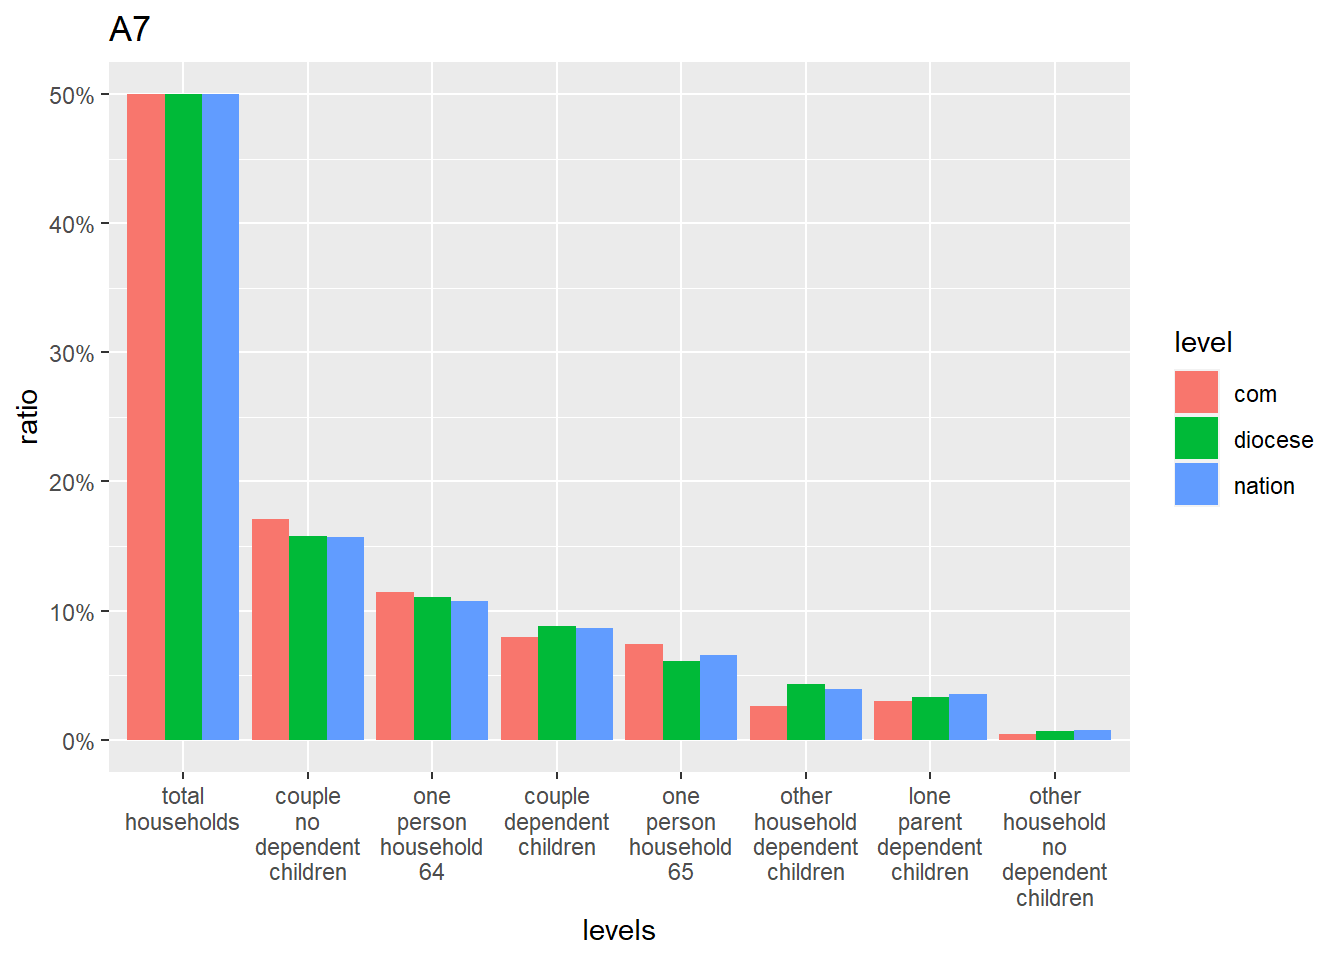 A7
50%
40%
30%
20%
10%
0%
ratio
total
households
couple
no
dependent
children
one
person
household
64
couple
dependent
children
one
person
household
65
other
household
dependent
children
lone
parent
dependent
children
other
household
no
dependent
children
levels
level
com
diocese
nation